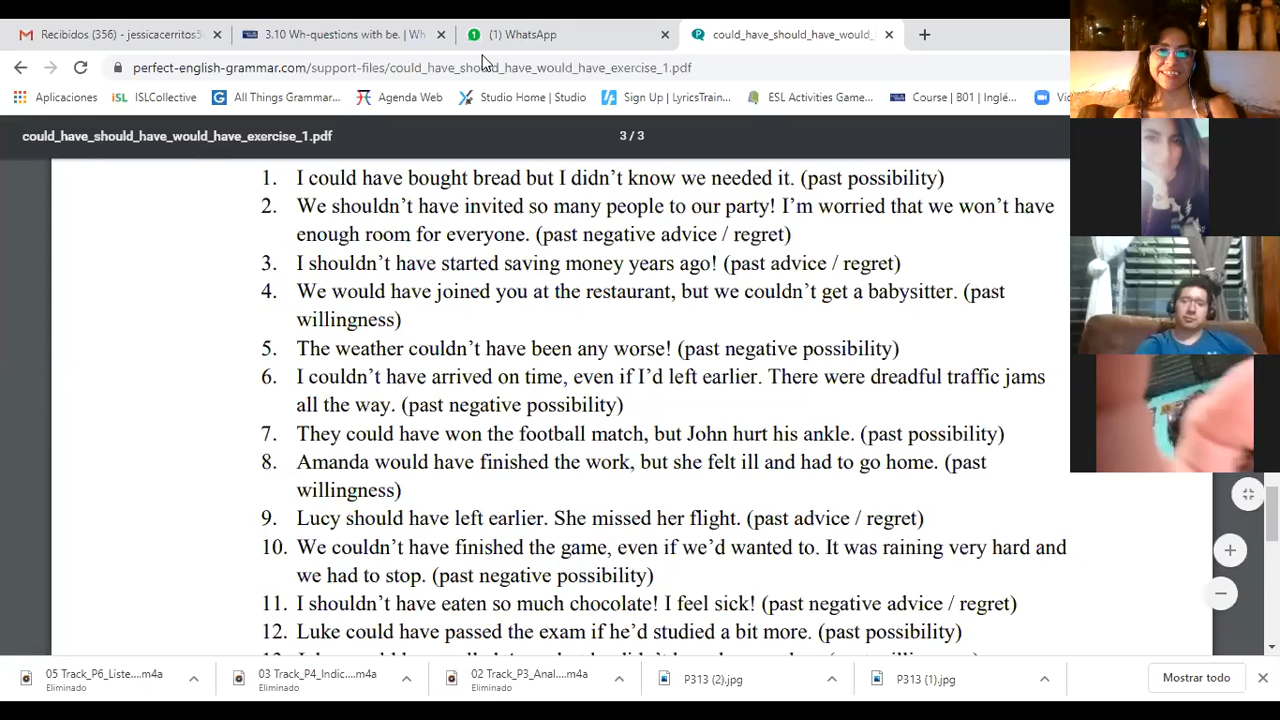 Recibidos (356) - jessicacerritos5
3.10 Wh-questions with be. | Wh
(1) WhatsApp
could_have_should_have_would_
perfect-english-grammar.com/support-files/could_have_should_have_would_have_exercise_1.pdf
Aplicaciones
ISLCollective
All Things Grammar...
Agenda Web
Studio Home | Studio
Sign Up | LyricsTrain...
ESL Activities Game...
Course | B01 | Inglé...
could_have_should_have_would_have_exercise_1.pdf
3 / 3
1. I could have bought bread but I didn't know we needed it. (past possibility)
2. We shouldn't have invited so many people to our party! I'm worried that we won't have
enough room for everyone. (past negative advice / regret)
3. I shouldn't have started saving money years ago! (past advice / regret)
4. We would have joined you at the restaurant, but we couldn't get a babysitter. (past
willingness)
5. The weather couldn't have been any worse! (past negative possibility)
6. I couldn't have arrived on time, even if I'd left earlier. There were dreadful traffic jams
all the way. (past negative possibility)
7. They could have won the football match, but John hurt his ankle. (past possibility)
8. Amanda would have finished the work, but she felt ill and had to go home. (past
willingness)
9. Lucy should have left earlier. She missed her flight. (past advice / regret)
10. We couldn't have finished the game, even if we'd wanted to. It was raining very hard and
we had to stop. (past negative possibility)
11. I shouldn't have eaten so much chocolate! I feel sick! (past negative advice / regret)
12. Luke could have passed the exam if he'd studied a bit more. (past possibility)
05 Track_P6_Liste....m4a
Eliminado
03 Track_P4_Indic....m4a
Eliminado
02 Track_P3_Anal....m4a
Eliminado
P313 (2).jpg
P313 (1).jpg
Mostrar todo